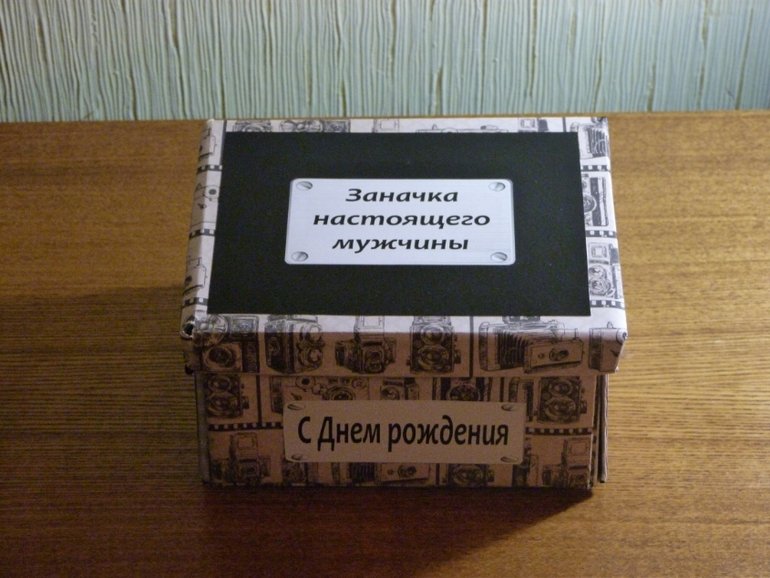 Заначка
настоящего
мужчины
С Днем рождения